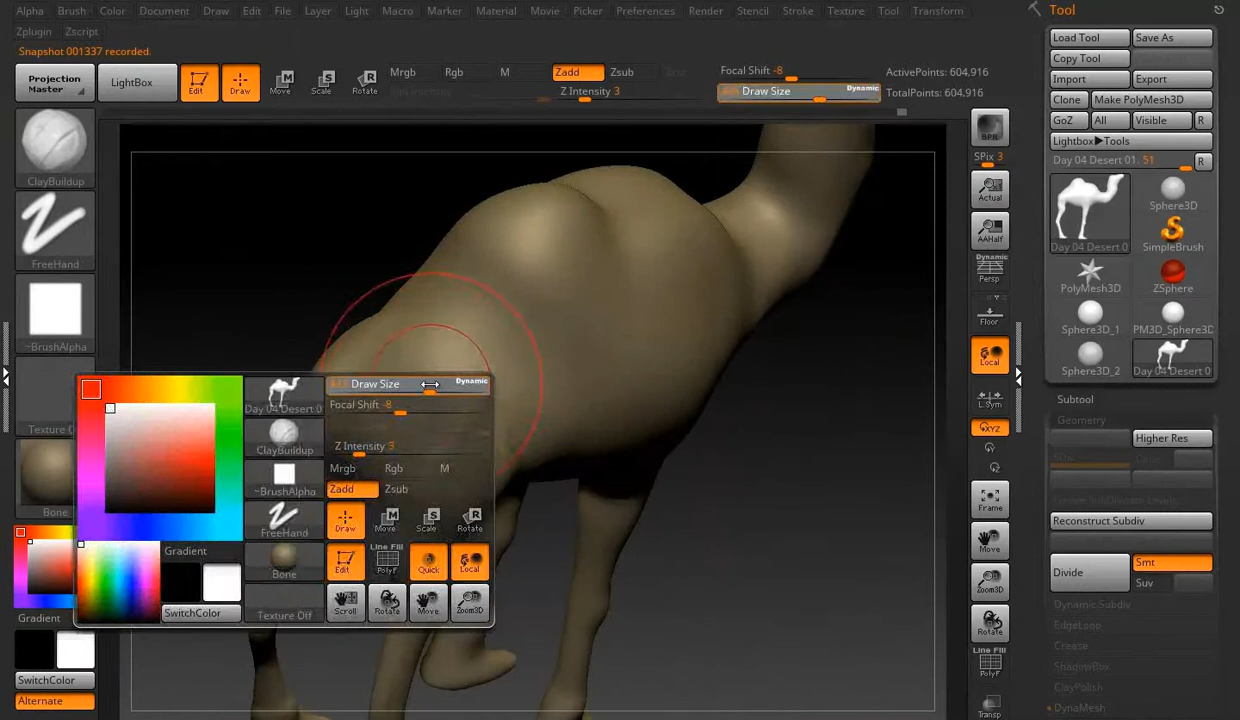 Alpha Brush Color Document Draw Edit File Layer Light Macro Marker Material Movie Picker Preferences Render Stencil Stroke Texture Tool Transform
Zplugin Zscript
Snapshot 001337 recorded.
Projection Master
LightBox
Edit
Draw
Move
Scale
Rotate
Mrgb Rgb M
Zadd Zsub
Z Intensity 3
Focal Shift -8
Draw Size
Dynamic
ActivePoints: 604,916
TotalPoints: 604,916
ClayBuildup
FreeHand
~BrushAlpha
Texture O
Bone
Gradient
SwitchColor
Alternate
Day 04 Desert 0
ClayBuildup
~BrushAlpha
FreeHand
Bone
Texture Off
Gradient
SwitchColor
Draw Size
Dynamic
Focal Shift -8
Z Intensity 3
Mrgb Rgb M
Zadd Zsub
Draw Move Scale Rotate
Line Fill
Edit PolyF Quick Local
Scroll Rotate Move Zoom3D
BPR
SPix 3
Actual
AAHalf
Dynamic
Persp
Floor
Local
L.Sym
XYZ
Frame
Move
Zoom3D
Rotate
Line Fill
PolyF
Transp
Tool
Load Tool Save As
Copy Tool
Import Export
Clone Make PolyMesh3D
GoZ All Visible R
Lightbox▶Tools
Day 04 Desert 01. 51 R
Day 04 Desert 0
Sphere3D
SimpleBrush
PolyMesh3D ZSphere
Sphere3D_1 PM3D_Sphere3D
Sphere3D_2 Day 04 Desert 0
Subtool
Geometry
Higher Res
Reconstruct Subdiv
Divide
Smt
Suv
Dynamic Subdiv
EdgeLoop
Crease
ShadowBox
ClayPolish
DynaMesh